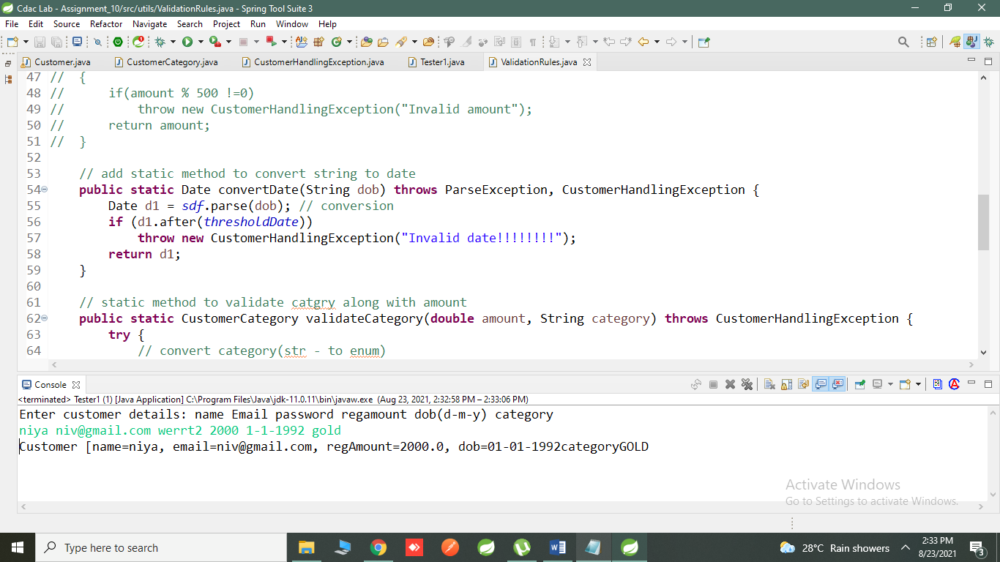 Cdac Lab - Assignment_10/src/utils/ValidationRules.java - Spring Tool Suite 3
File Edit Source Refactor Navigate Search Project Run Window Help
Customer.java CustomerCategory.java CustomerHandlingException.java Tester1.java ValidationRules.java
47 // {
48 // if(amount % 500 !=0)
49 // throw new CustomerHandlingException("Invalid amount");
50 // return amount;
51 // }
52
53 // add static method to convert string to date
54 public static Date convertDate(String dob) throws ParseException, CustomerHandlingException {
55 Date d1 = sdf.parse(dob); // conversion
56 if (d1.after(thresholdDate))
57 throw new CustomerHandlingException("Invalid date!!!!!!!!");
58 return d1;
59 }
60
61 // static method to validate catgry along with amount
62 public static CustomerCategory validateCategory(double amount, String category) throws CustomerHandlingException {
63 try {
64 // convert category(str - to enum)
Console
<terminated> Tester1 (1) [Java Application] C:\Program Files\Java\jdk-11.0.11\bin\javaw.exe (Aug 23, 2021, 2:32:58 PM – 2:33:06 PM)
Enter customer details: name Email password regamount dob(d-m-y) category
niya niv@gmail.com werrt2 2000 1-1-1992 gold
Customer [name=niya, email=niv@gmail.com, regAmount=2000.0, dob=01-01-1992categoryGOLD
Activate Windows
Go to Settings to activate Windows.
Type here to search
28°C Rain showers
2:33 PM
8/23/2021
3